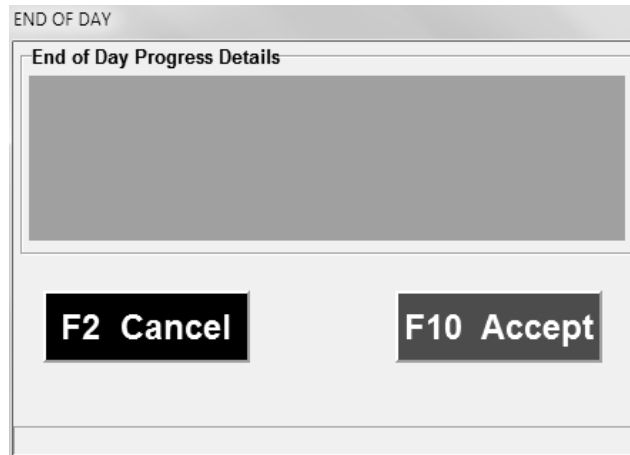 END OF DAY
End of Day Progress Details
F2 Cancel
F10 Accept